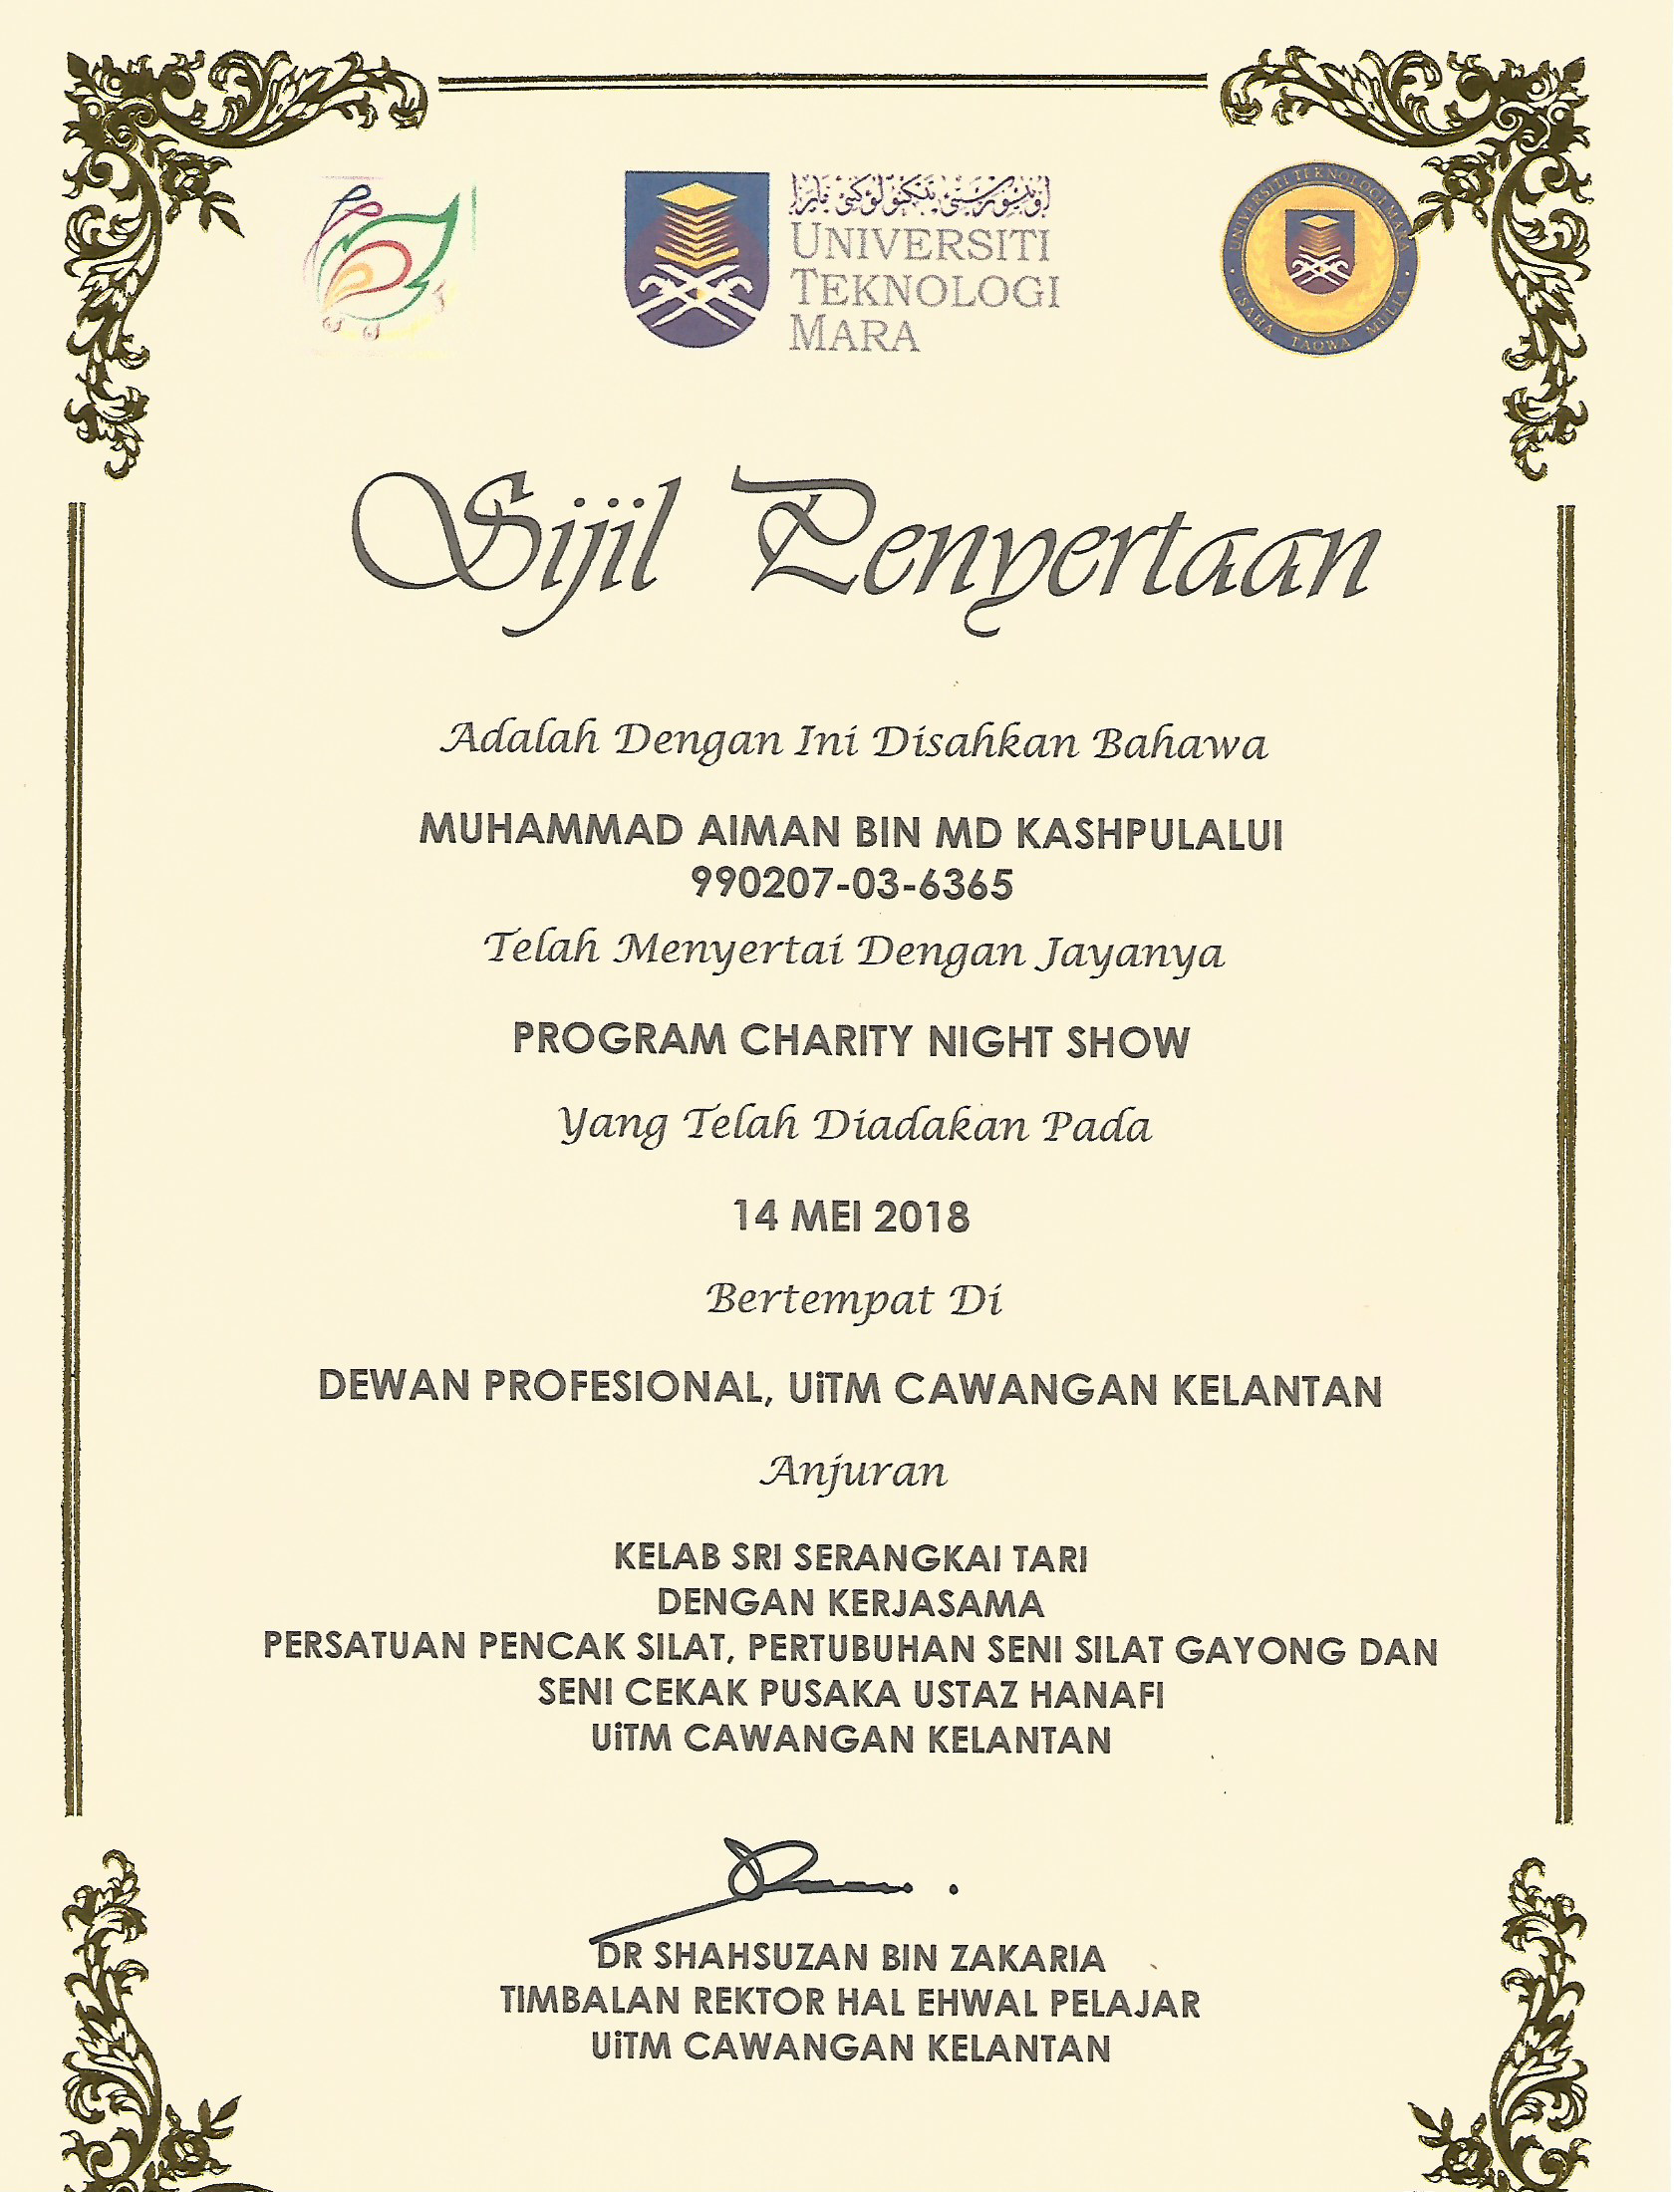 اونيۏرسيتي تيكنولوڬي مارا
UNIVERSITI
TEKNOLOGI
MARA
UNIVERSITI TEKNOLOGI MARA
USAHA TAQWA MULIA
Sijil Penyertaan
Adalah Dengan Ini Disahkan Bahawa
MUHAMMAD AIMAN BIN MD KASHPULALUI
990207-03-6365
Telah Menyertai Dengan Jayanya
PROGRAM CHARITY NIGHT SHOW
Yang Telah Diadakan Pada
14 MEI 2018
Bertempat Di
DEWAN PROFESIONAL, UiTM CAWANGAN KELANTAN
Anjuran
KELAB SRI SERANGKAI TARI
DENGAN KERJASAMA
PERSATUAN PENCAK SILAT, PERTUBUHAN SENI SILAT GAYONG DAN
SENI CEKAK PUSAKA USTAZ HANAFI
UiTM CAWANGAN KELANTAN
DR SHAHSUZAN BIN ZAKARIA
TIMBALAN REKTOR HAL EHWAL PELAJAR
UiTM CAWANGAN KELANTAN